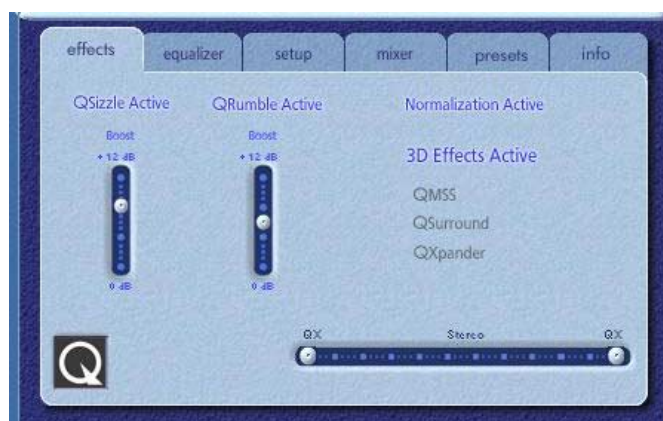 effects equalizer setup mixer presets info
QSizzle Active QRumble Active Normalization Active
Boost Boost
+ 12 dB + 12 dB 3D Effects Active
QMSS
QSurround
QXpander
0 dB 0 dB
QX Stereo QX
Q